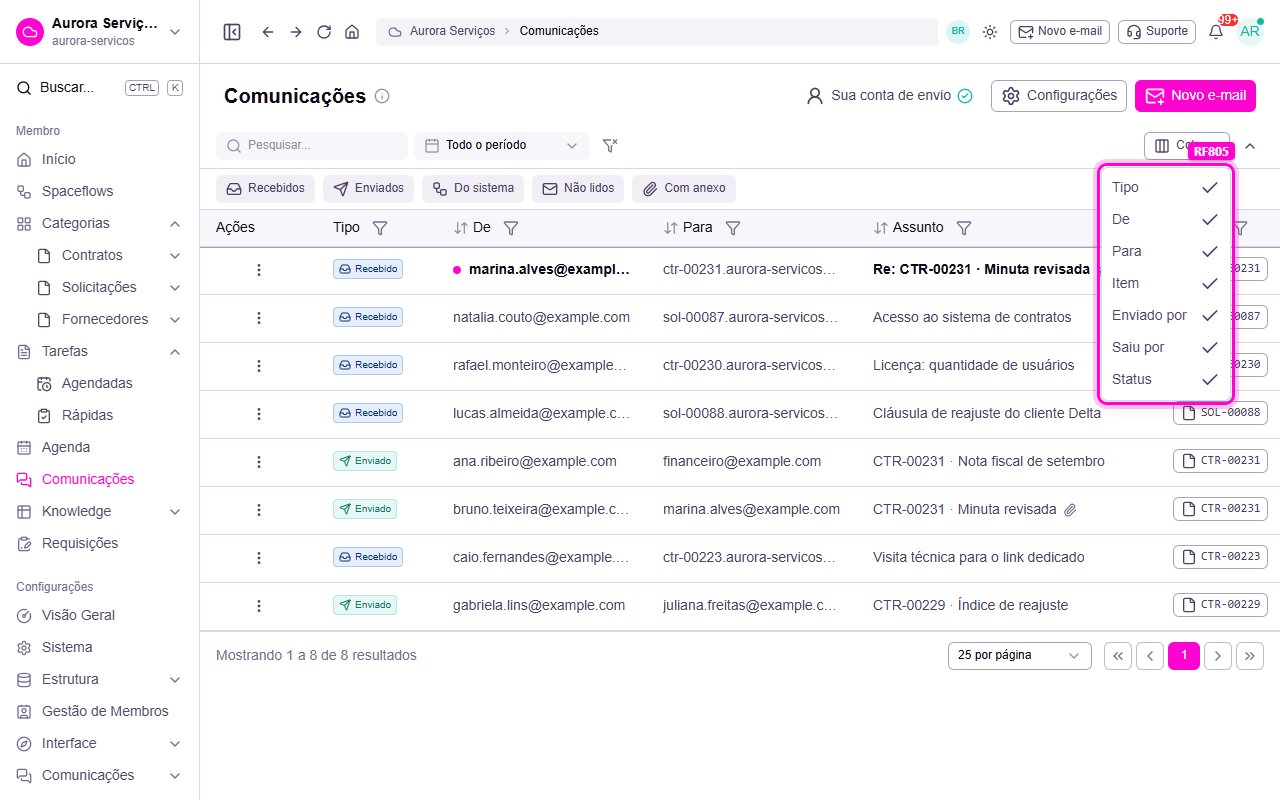 Aurora Serviç...
aurora-servicos
Aurora Serviços > Comunicações
BR
Novo e-mail
Suporte
99+
AR
Buscar...
CTRL K
Membro
Início
Spaceflows
Categorias
Contratos
Solicitações
Fornecedores
Tarefas
Agendadas
Rápidas
Agenda
Comunicações
Knowledge
Requisições
Configurações
Visão Geral
Sistema
Estrutura
Gestão de Membros
Interface
Comunicações
Comunicações
Sua conta de envio
Configurações
Novo e-mail
Pesquisar...
Todo o período
RF805
Recebidos
Enviados
Do sistema
Não lidos
Com anexo
Tipo
De
Para
Item
Enviado por
Saiu por
Status
Ações Tipo De Para Assunto
Recebido marina.alves@exampl... ctr-00231.aurora-servicos... Re: CTR-00231 · Minuta revisada
Recebido natalia.couto@example.com sol-00087.aurora-servicos... Acesso ao sistema de contratos
Recebido rafael.monteiro@example... ctr-00230.aurora-servicos... Licença: quantidade de usuários
Recebido lucas.almeida@example.c... sol-00088.aurora-servicos... Cláusula de reajuste do cliente Delta SOL-00088
Enviado ana.ribeiro@example.com financeiro@example.com CTR-00231 · Nota fiscal de setembro CTR-00231
Enviado bruno.teixeira@example.c... marina.alves@example.com CTR-00231 · Minuta revisada CTR-00231
Recebido caio.fernandes@example.... ctr-00223.aurora-servicos... Visita técnica para o link dedicado CTR-00223
Enviado gabriela.lins@example.com juliana.freitas@example.c... CTR-00229 · Índice de reajuste CTR-00229
Mostrando 1 a 8 de 8 resultados
25 por página
1